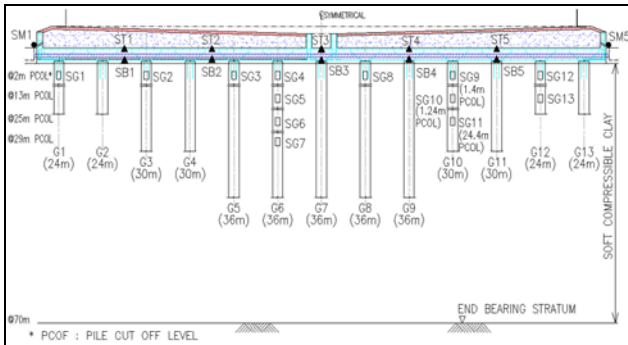 ℄SYMMETRICAL
SM1 ST1 ST2 ST3 ST4 ST5 SM5
@2m PCOL* SG1 SB1 SG2 SB2 SG3 SG4 SB3 SG8 SB4 SG9 SB5 SG12
(1.4m PCOL)
@13m PCOL SG5 SG10 SG13
(1.24m PCOL)
@25m PCOL SG6 SG11
(24.4m PCOL)
@29m PCOL SG7
G1 (24m)
G2 (24m)
G3 (30m)
G4 (30m)
G5 (36m)
G6 (36m)
G7 (36m)
G8 (36m)
G9 (36m)
G10 (30m)
G11 (30m)
G12 (24m)
G13 (24m)
SOFT COMPRESSIBLE CLAY
END BEARING STRATUM
@70m
* PCOF : PILE CUT OFF LEVEL